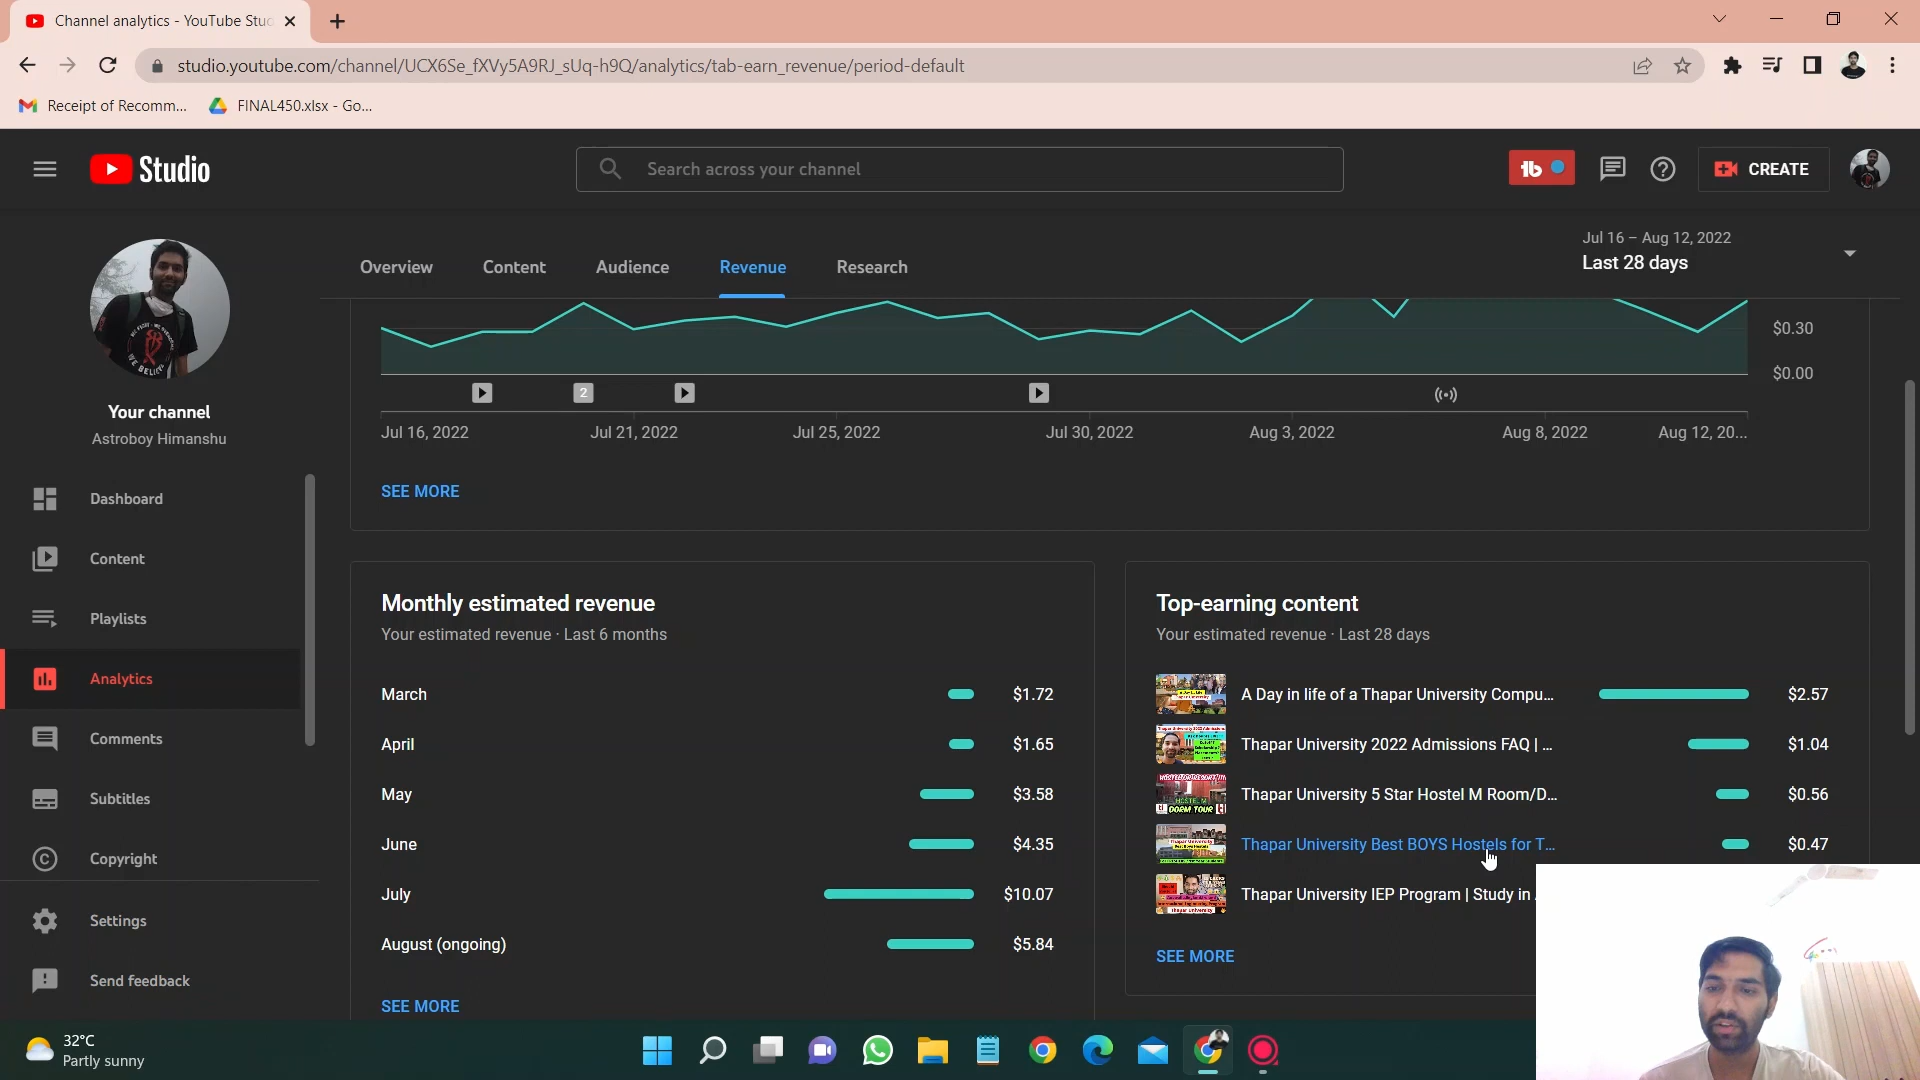 Channel analytics - YouTube Stud
studio.youtube.com/channel/UCX6Se_fXVy5A9RJ_sUq-h9Q/analytics/tab-earn_revenue/period-default
Receipt of Recomm...
FINAL450.xlsx - Go...
Studio
Search across your channel
tb
CREATE
Your channel
Astroboy Himanshu
Dashboard
Content
Playlists
Analytics
Comments
Subtitles
Copyright
Settings
Send feedback
Overview
Content
Audience
Revenue
Research
Jul 16 – Aug 12, 2022
Last 28 days
$0.30
$0.00
2
Jul 16, 2022
Jul 21, 2022
Jul 25, 2022
Jul 30, 2022
Aug 3, 2022
Aug 8, 2022
Aug 12, 20...
SEE MORE
Monthly estimated revenue
Your estimated revenue · Last 6 months
March $1.72
April $1.65
May $3.58
June $4.35
July $10.07
August (ongoing) $5.84
SEE MORE
Top-earning content
Your estimated revenue · Last 28 days
A Day in life of a Thapar University Compu... $2.57
Thapar University 2022 Admissions FAQ | ... $1.04
Thapar University 5 Star Hostel M Room/D... $0.56
Thapar University Best BOYS Hostels for T... $0.47
Thapar University IEP Program | Study in
SEE MORE
32°C
Partly sunny